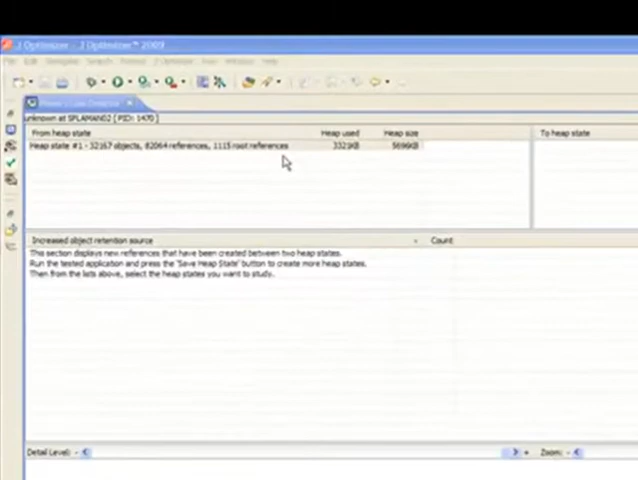 J Optimizer - J Optimizer™ 2009
unknown at SPLAMAN02 [ PID: 1470 ]
From heap state Heap used Heap size To heap state
Heap state #1 - 32167 objects, 82064 references, 1115 root references 3321KB 5696KB
Increased object retention source Count
This section displays new references that have been created between two heap states.
Run the tested application and press the 'Save Heap State' button to create more heap states.
Then from the lists above, select the heap states you want to study.
Detail Level: - + Zoom: -